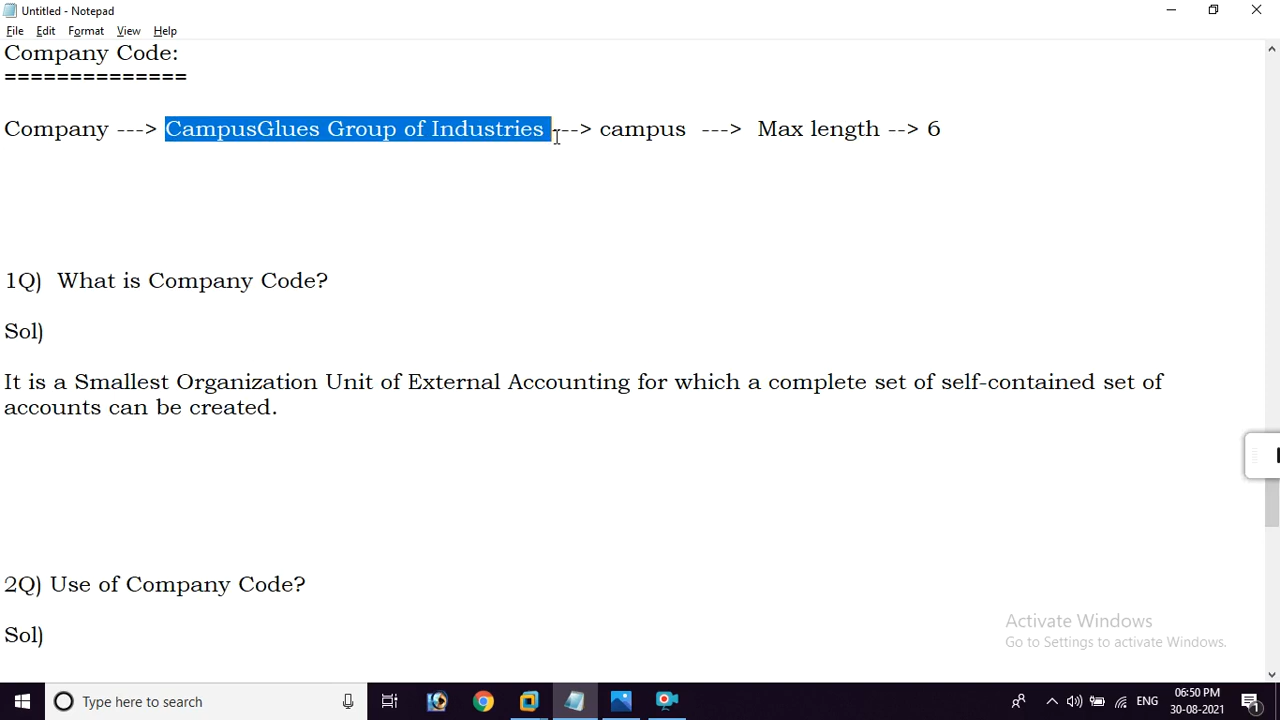 Untitled - Notepad
File Edit Format View Help
Company Code:
==============
Company ---> CampusGlues Group of Industries ---> campus ---> Max length --> 6
1Q) What is Company Code?
Sol)
It is a Smallest Organization Unit of External Accounting for which a complete set of self-contained set of
accounts can be created.
2Q) Use of Company Code?
Sol)
Activate Windows
Go to Settings to activate Windows.
Type here to search
ENG
06:50 PM
30-08-2021
1